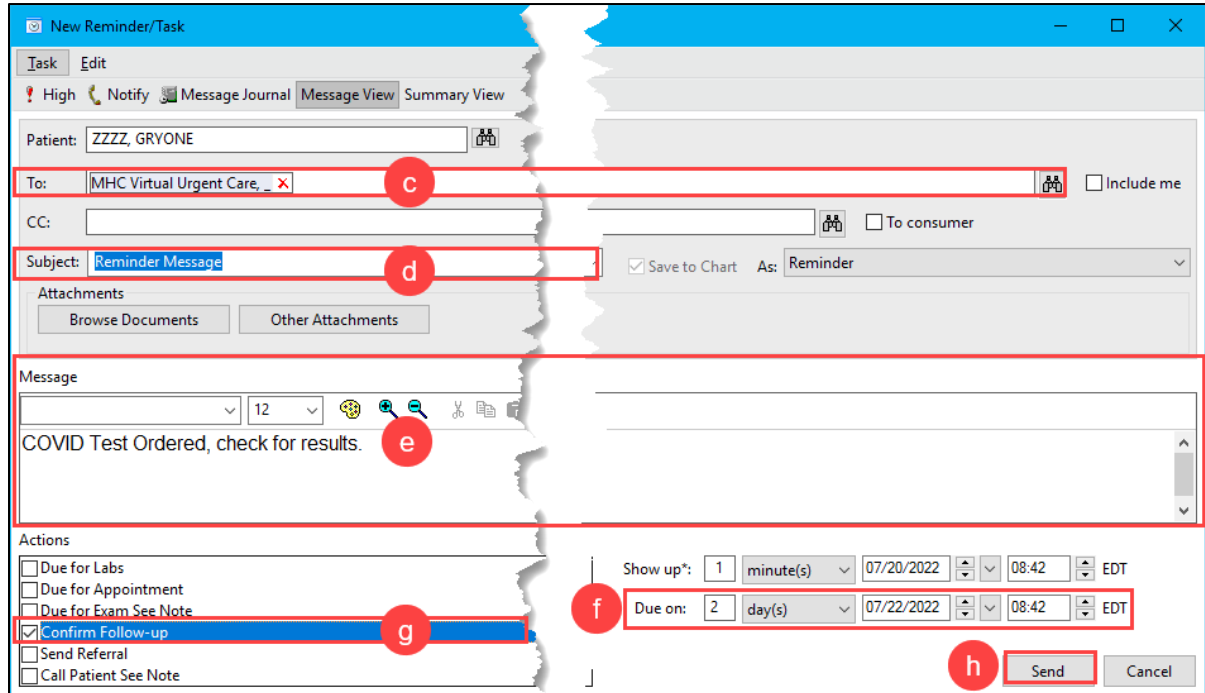 New Reminder/Task
Task Edit
High Notify Message Journal Message View Summary View
Patient: ZZZZ, GRYONE
To: MHC Virtual Urgent Care, _ c Include me
CC: To consumer
Subject: Reminder Message d Save to Chart As: Reminder
Attachments
Browse Documents Other Attachments
Message
12
e
COVID Test Ordered, check for results.
Actions
Due for Labs Show up*: 1 minute(s) 07/20/2022 08:42 EDT
Due for Appointment
Due for Exam See Note f Due on: 2 day(s) 07/22/2022 08:42 EDT
Confirm Follow-up g
Send Referral
Call Patient See Note h Send Cancel